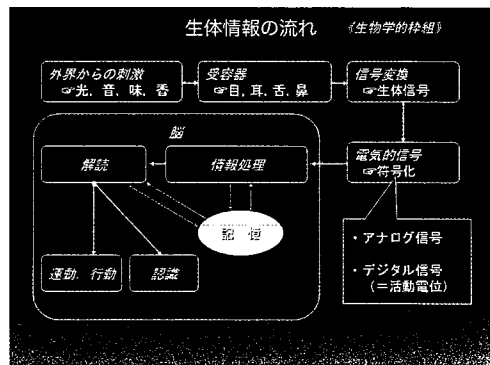 生体情報の流れ 《生物学的枠組》
外界からの刺激
☞光, 音, 味, 香
受容器
☞目, 耳, 舌, 鼻
信号変換
☞生体信号
脳
解読
情報処理
電気的信号
☞符号化
記 憶
・アナログ信号
・デジタル信号
(=活動電位)
運動, 行動
認識